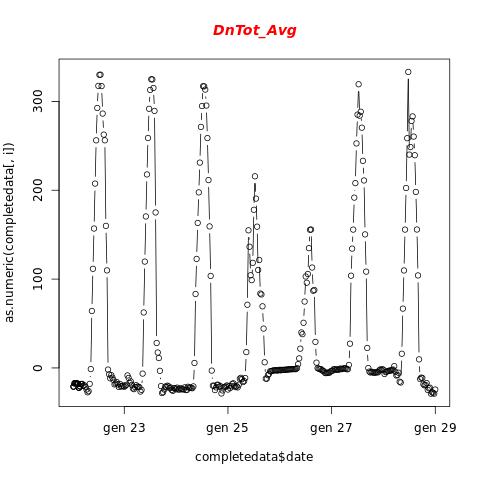 DnTot_Avg
as.numeric(completedata[, i])
300
200
100
0
gen 23
gen 25
gen 27
gen 29
completedata$date